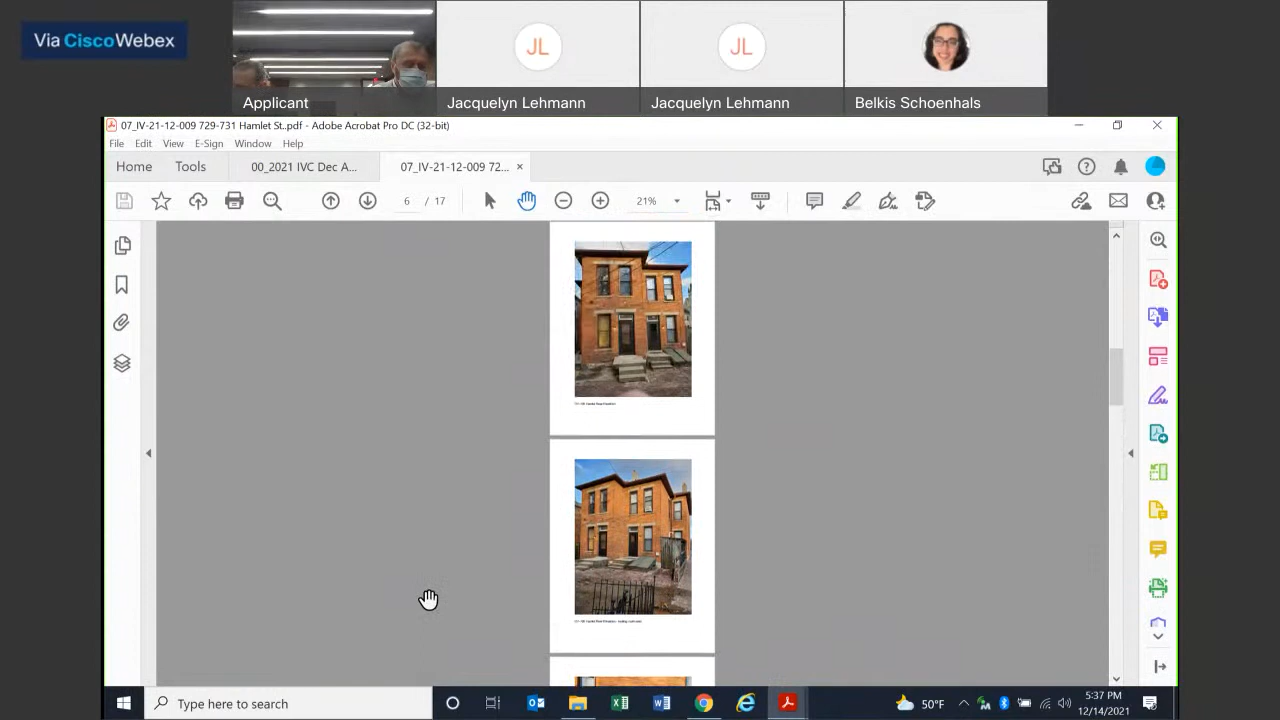 Via Cisco Webex
Applicant
Jacquelyn Lehmann
Jacquelyn Lehmann
Belkis Schoenhals
JL
JL
07_IV-21-12-009 729-731 Hamlet St..pdf - Adobe Acrobat Pro DC (32-bit)
File Edit View E-Sign Window Help
Home Tools 00_2021 IVC Dec A... 07_IV-21-12-009 72... ×
6 / 17 21%
Type here to search
50°F
5:37 PM
12/14/2021